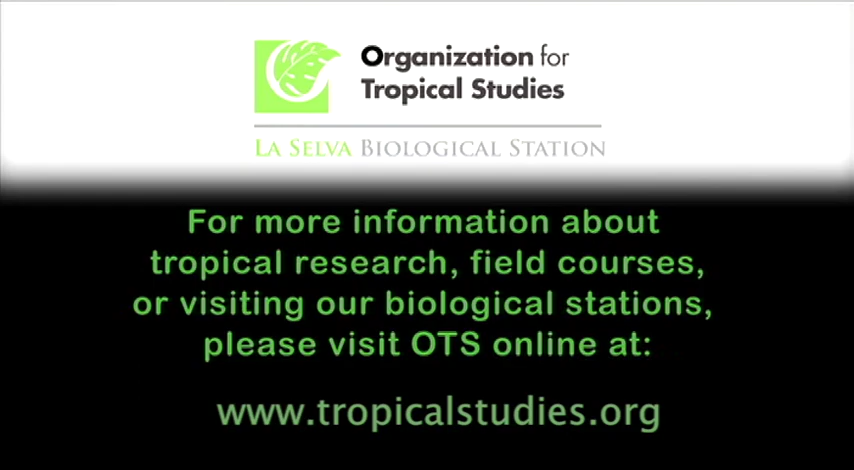 Organization for
Tropical Studies
LA SELVA BIOLOGICAL STATION
For more information about
tropical research, field courses,
or visiting our biological stations,
please visit OTS online at:
www.tropicalstudies.org